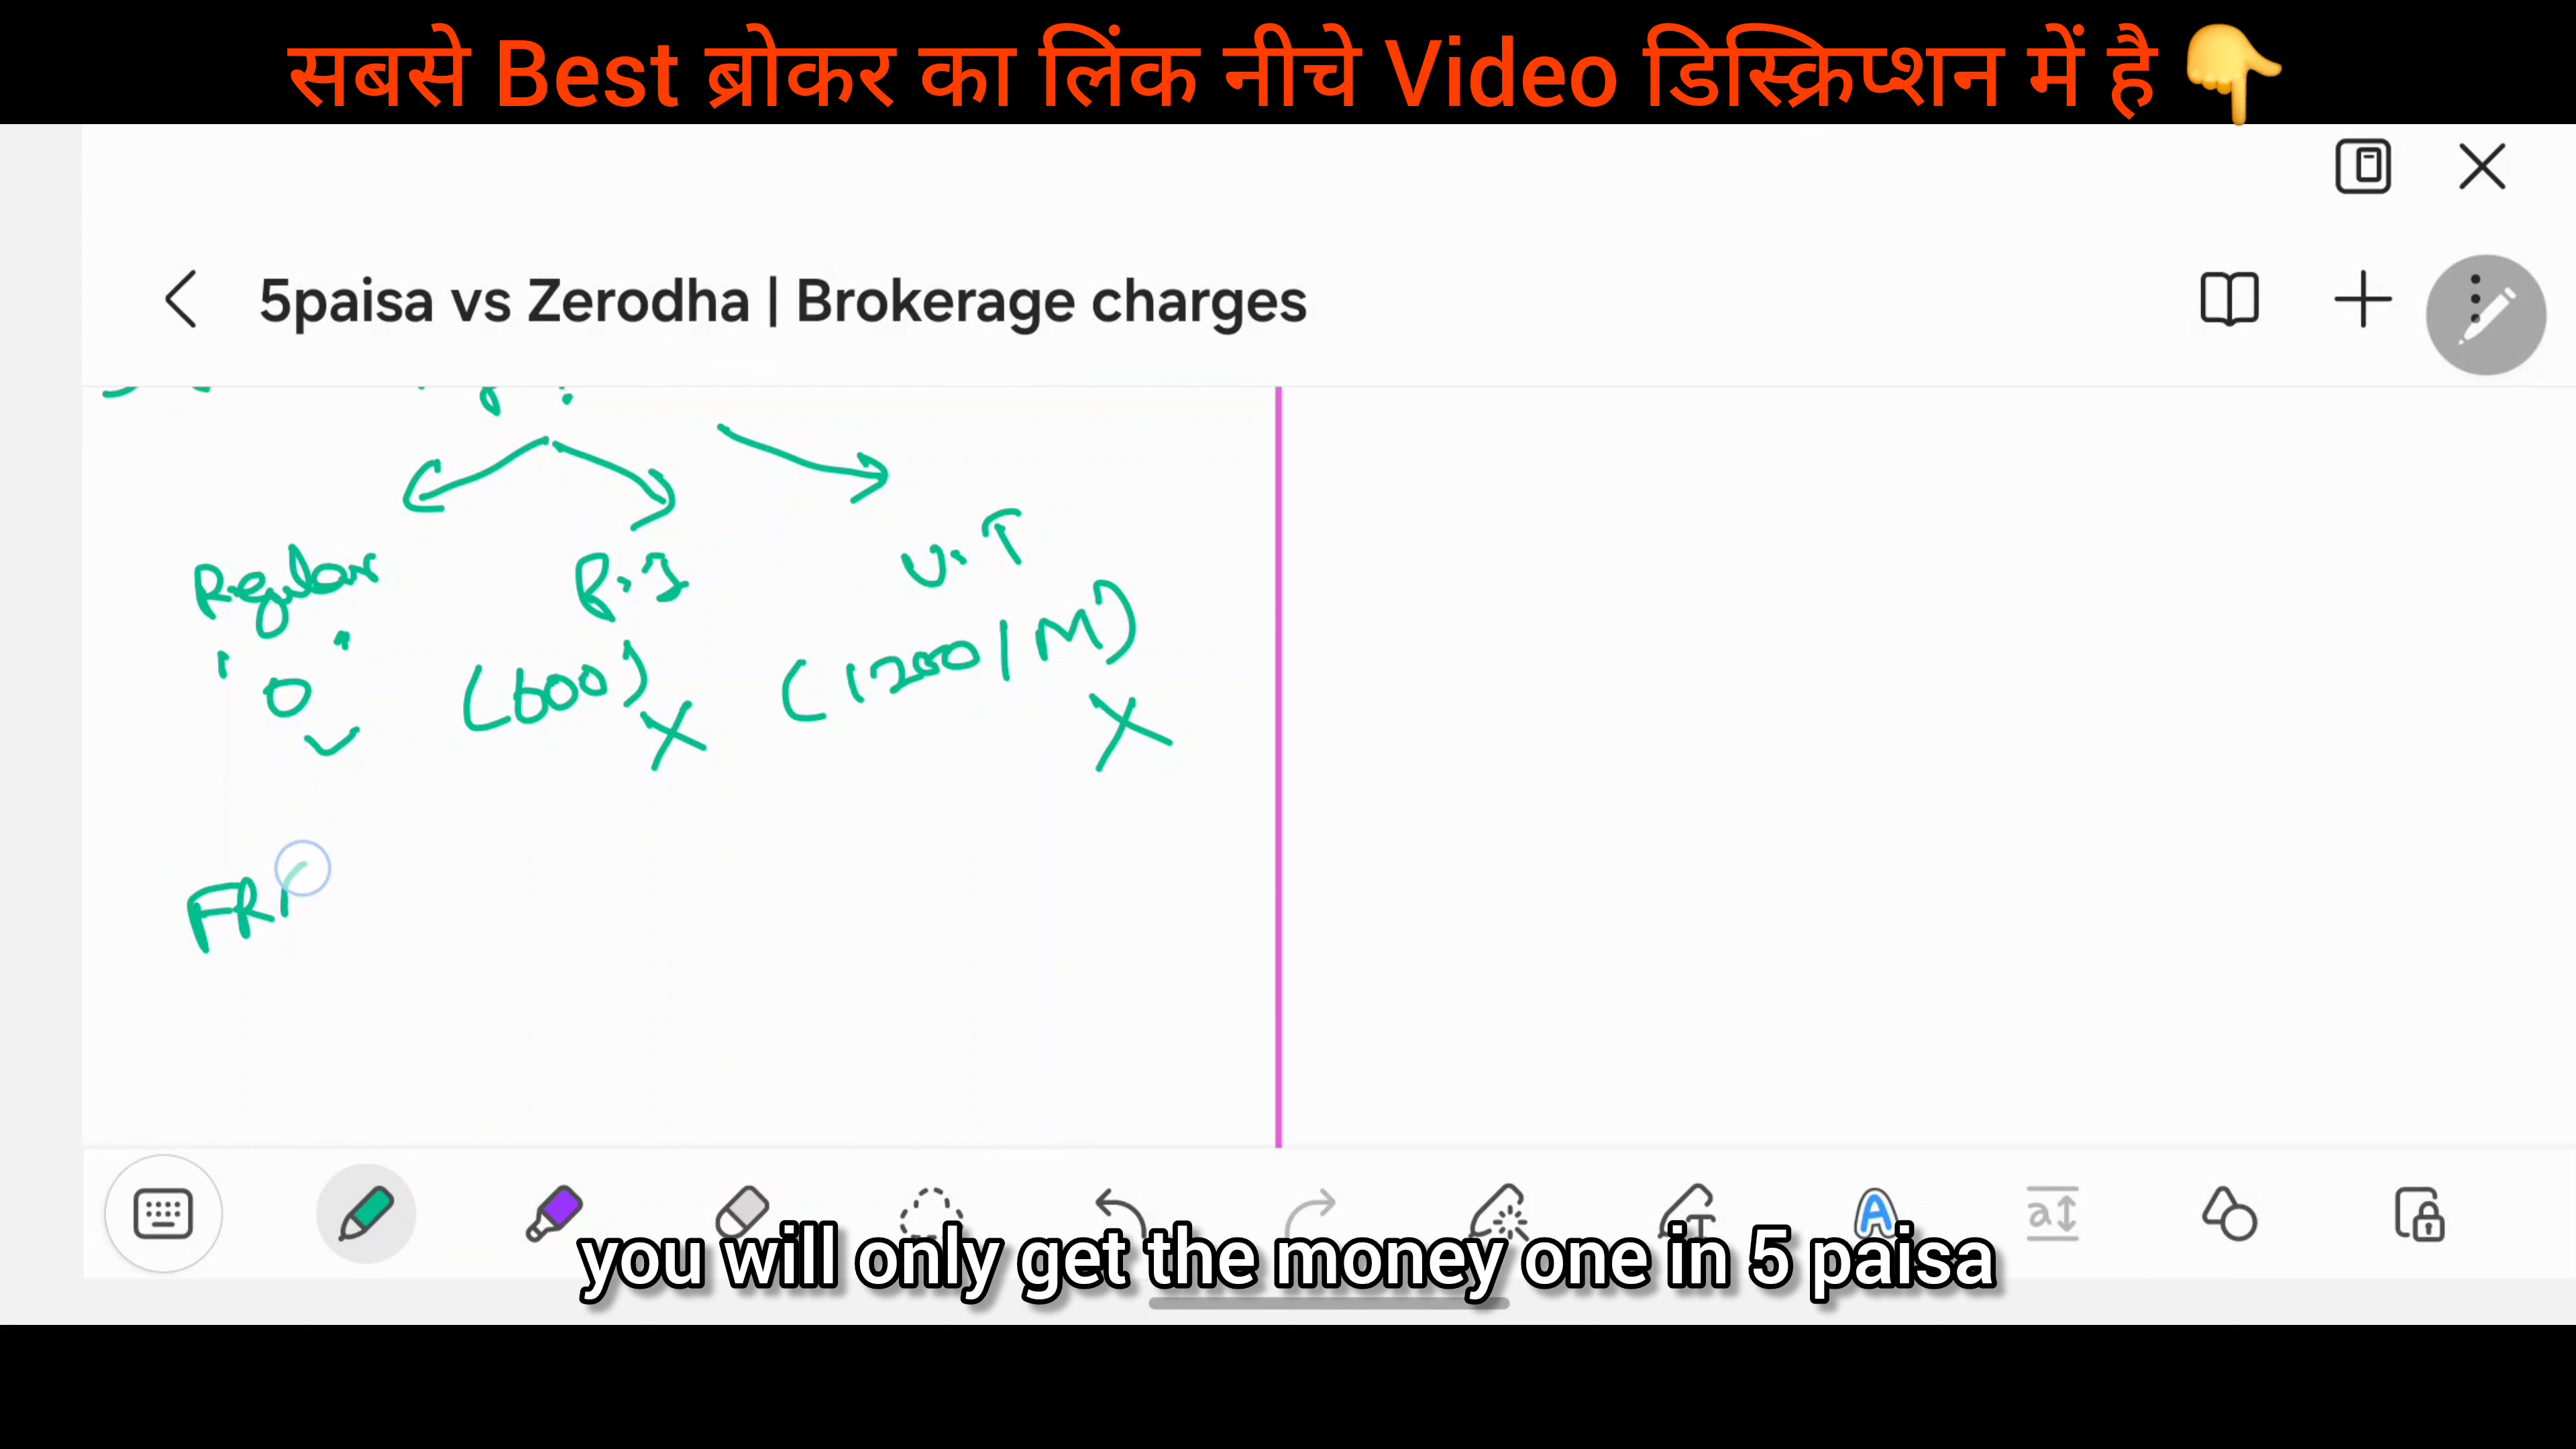 सबसे Best ब्रोकर का लिंक नीचे Video डिस्क्रिप्शन में है 👇
5paisa vs Zerodha | Brokerage charges
Regular P.I U.T
0 (600) X (1200/M) X
FR
you will only get the money one in 5 paisa